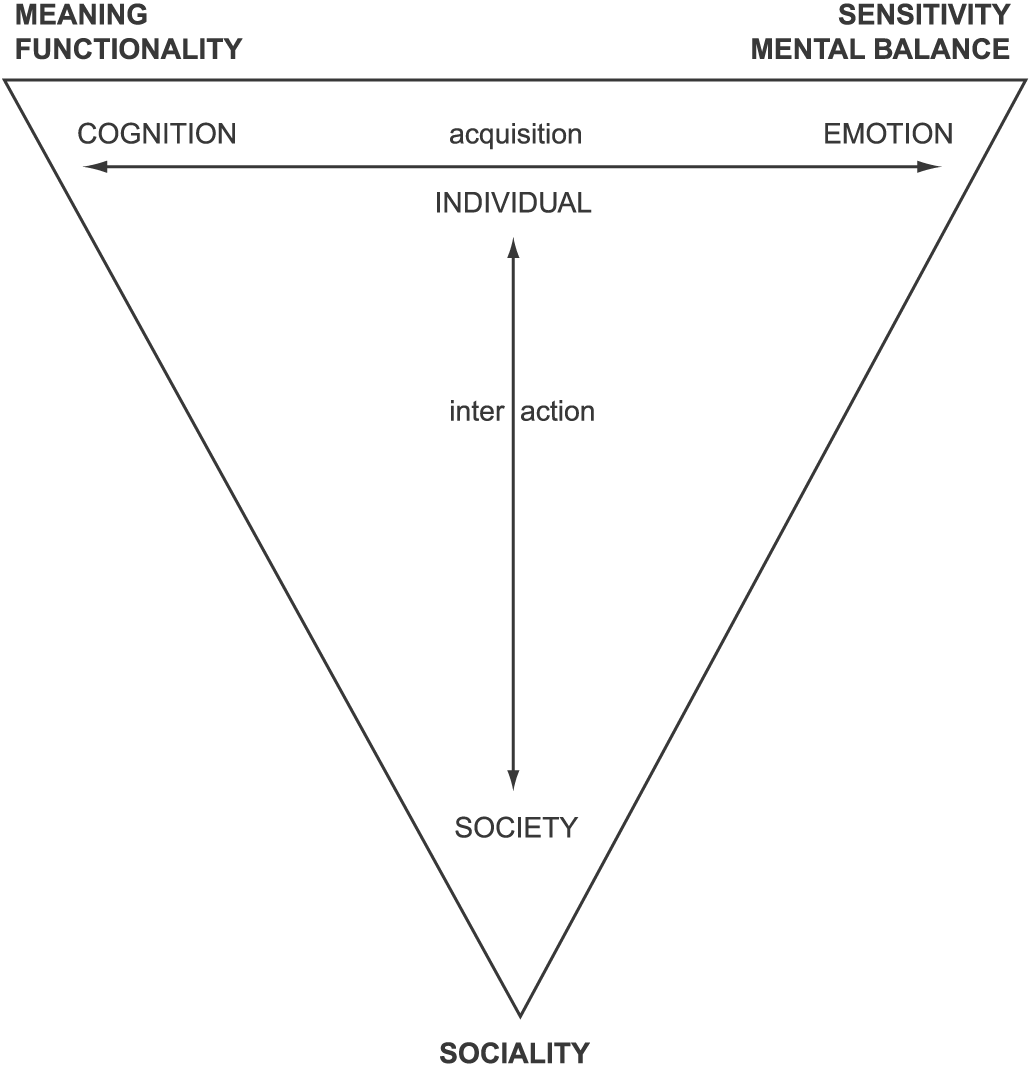 MEANING
FUNCTIONALITY
SENSITIVITY
MENTAL BALANCE
COGNITION acquisition EMOTION
INDIVIDUAL
inter action
SOCIETY
SOCIALITY